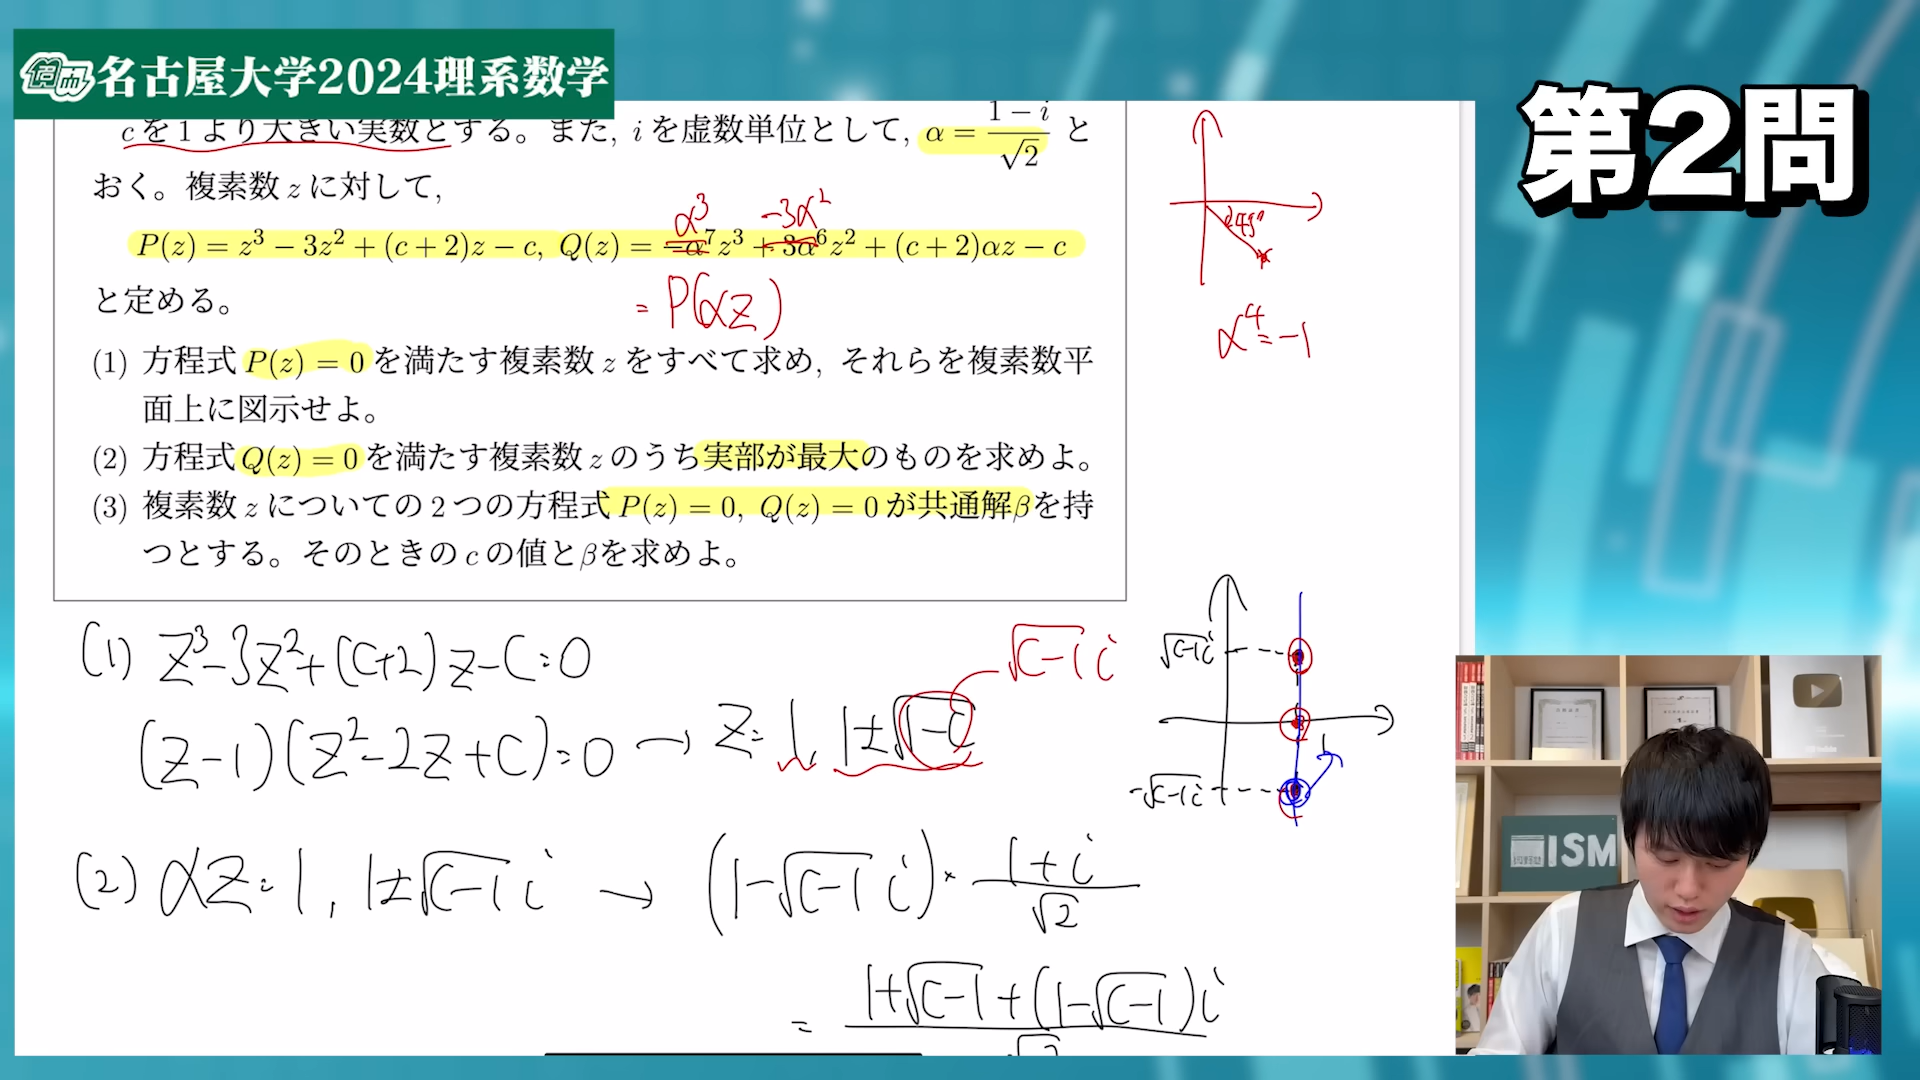 名古屋大学2024理系数学
第2問
cを1より大きい実数とする。また, iを虚数単位として, α = (1 − i)/√2 と
おく。複素数 z に対して,
α³ −3α²
P(z) = z³ − 3z² + (c + 2)z − c, Q(z) = −α⁷z³ + 3α⁶z² + (c + 2)αz − c
と定める。
= P(αz)
45°
α⁴=−1
(1) 方程式 P(z) = 0 を満たす複素数 z をすべて求め, それらを複素数平
面上に図示せよ。
(2) 方程式 Q(z) = 0 を満たす複素数 z のうち実部が最大のものを求めよ。
(3) 複素数 z についての2つの方程式 P(z) = 0, Q(z) = 0 が共通解βを持
つとする。そのときの c の値とβを求めよ。
(1) z³−3z²+(c+2)z−c=0
√c−1 i
(z−1)(z²−2z+c)=0 → z=1, 1±√1−c
√c−1 i
1
−√c−1 i
(2) αz=1, 1±√c−1 i → (1−√c−1 i)× (1+i)/√2
= (1+√c−1+(1−√c−1)i)/√2
ISM